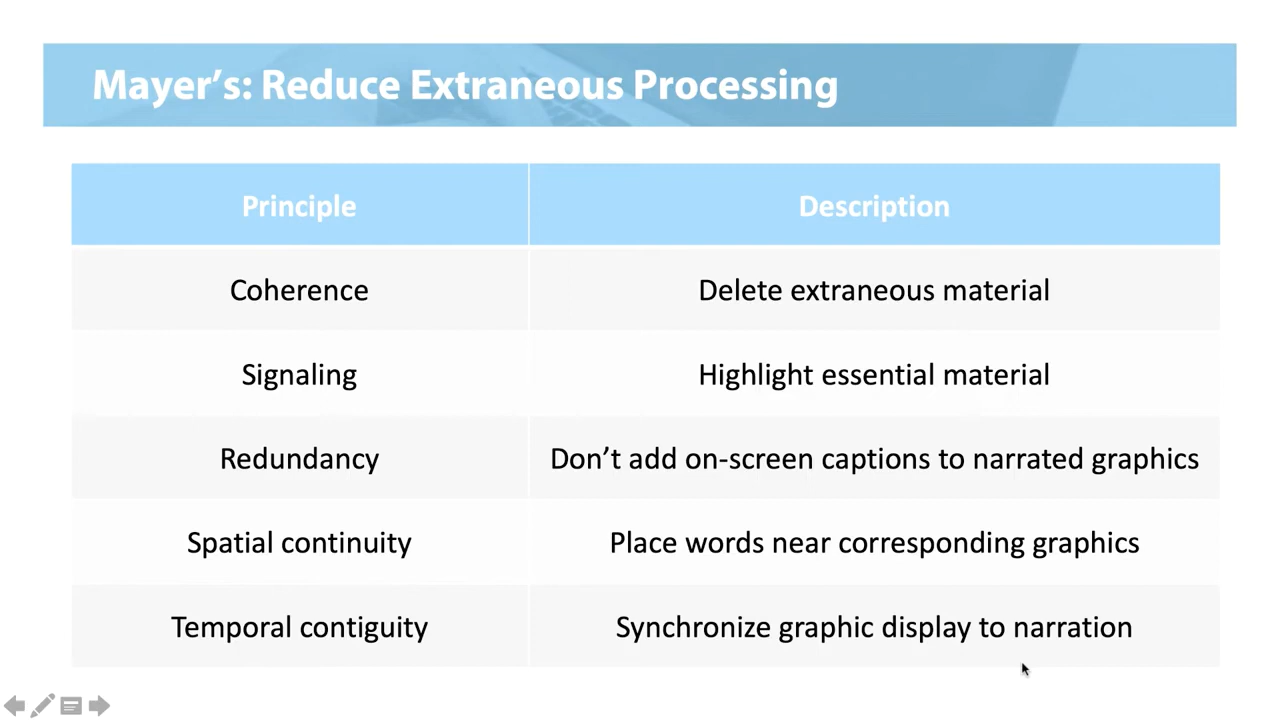 Mayer's: Reduce Extraneous Processing
Principle Description
Coherence Delete extraneous material
Signaling Highlight essential material
Redundancy Don't add on-screen captions to narrated graphics
Spatial continuity Place words near corresponding graphics
Temporal contiguity Synchronize graphic display to narration